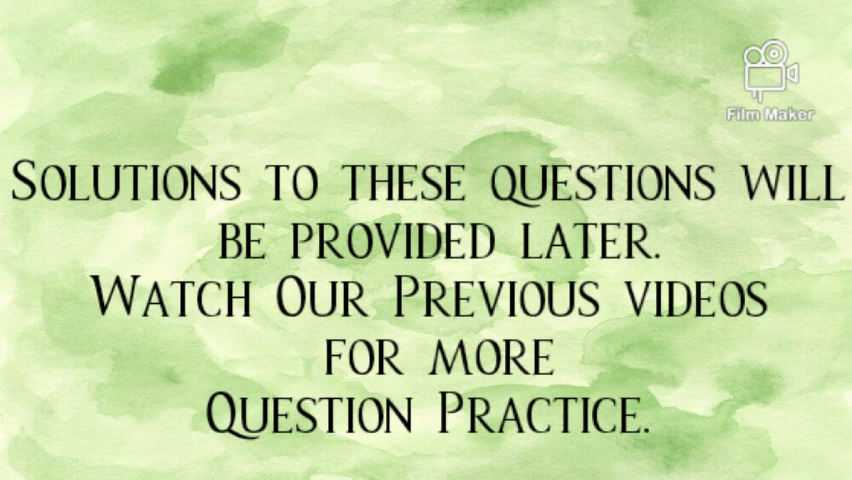 Film Maker
Solutions to these questions will
be provided later.
Watch Our Previous videos
for more
Question Practice.